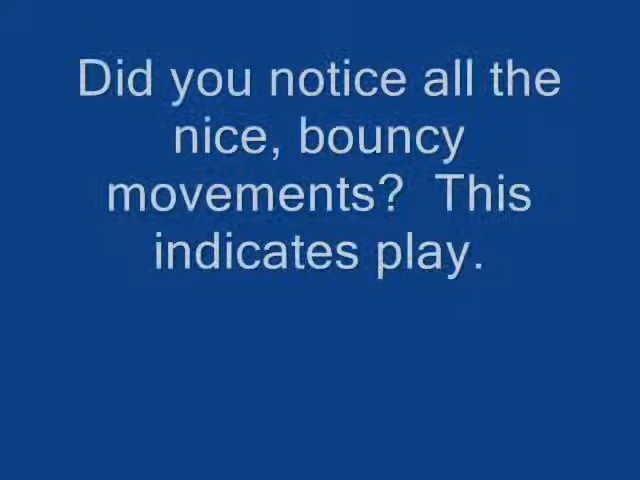 Did you notice all the
nice, bouncy
movements?  This
indicates play.